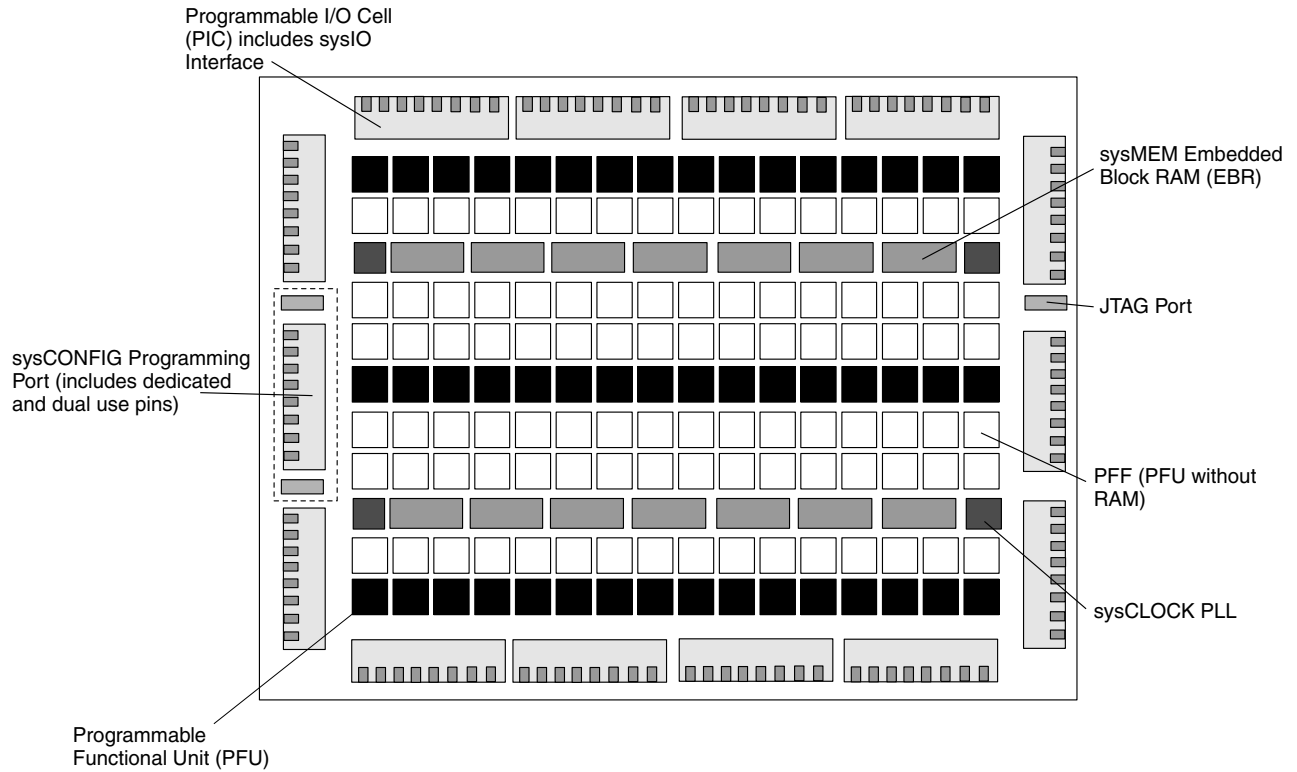 Programmable I/O Cell
(PIC) includes sysIO
Interface
sysMEM Embedded
Block RAM (EBR)
JTAG Port
sysCONFIG Programming
Port (includes dedicated
and dual use pins)
PFF (PFU without
RAM)
sysCLOCK PLL
Programmable
Functional Unit (PFU)